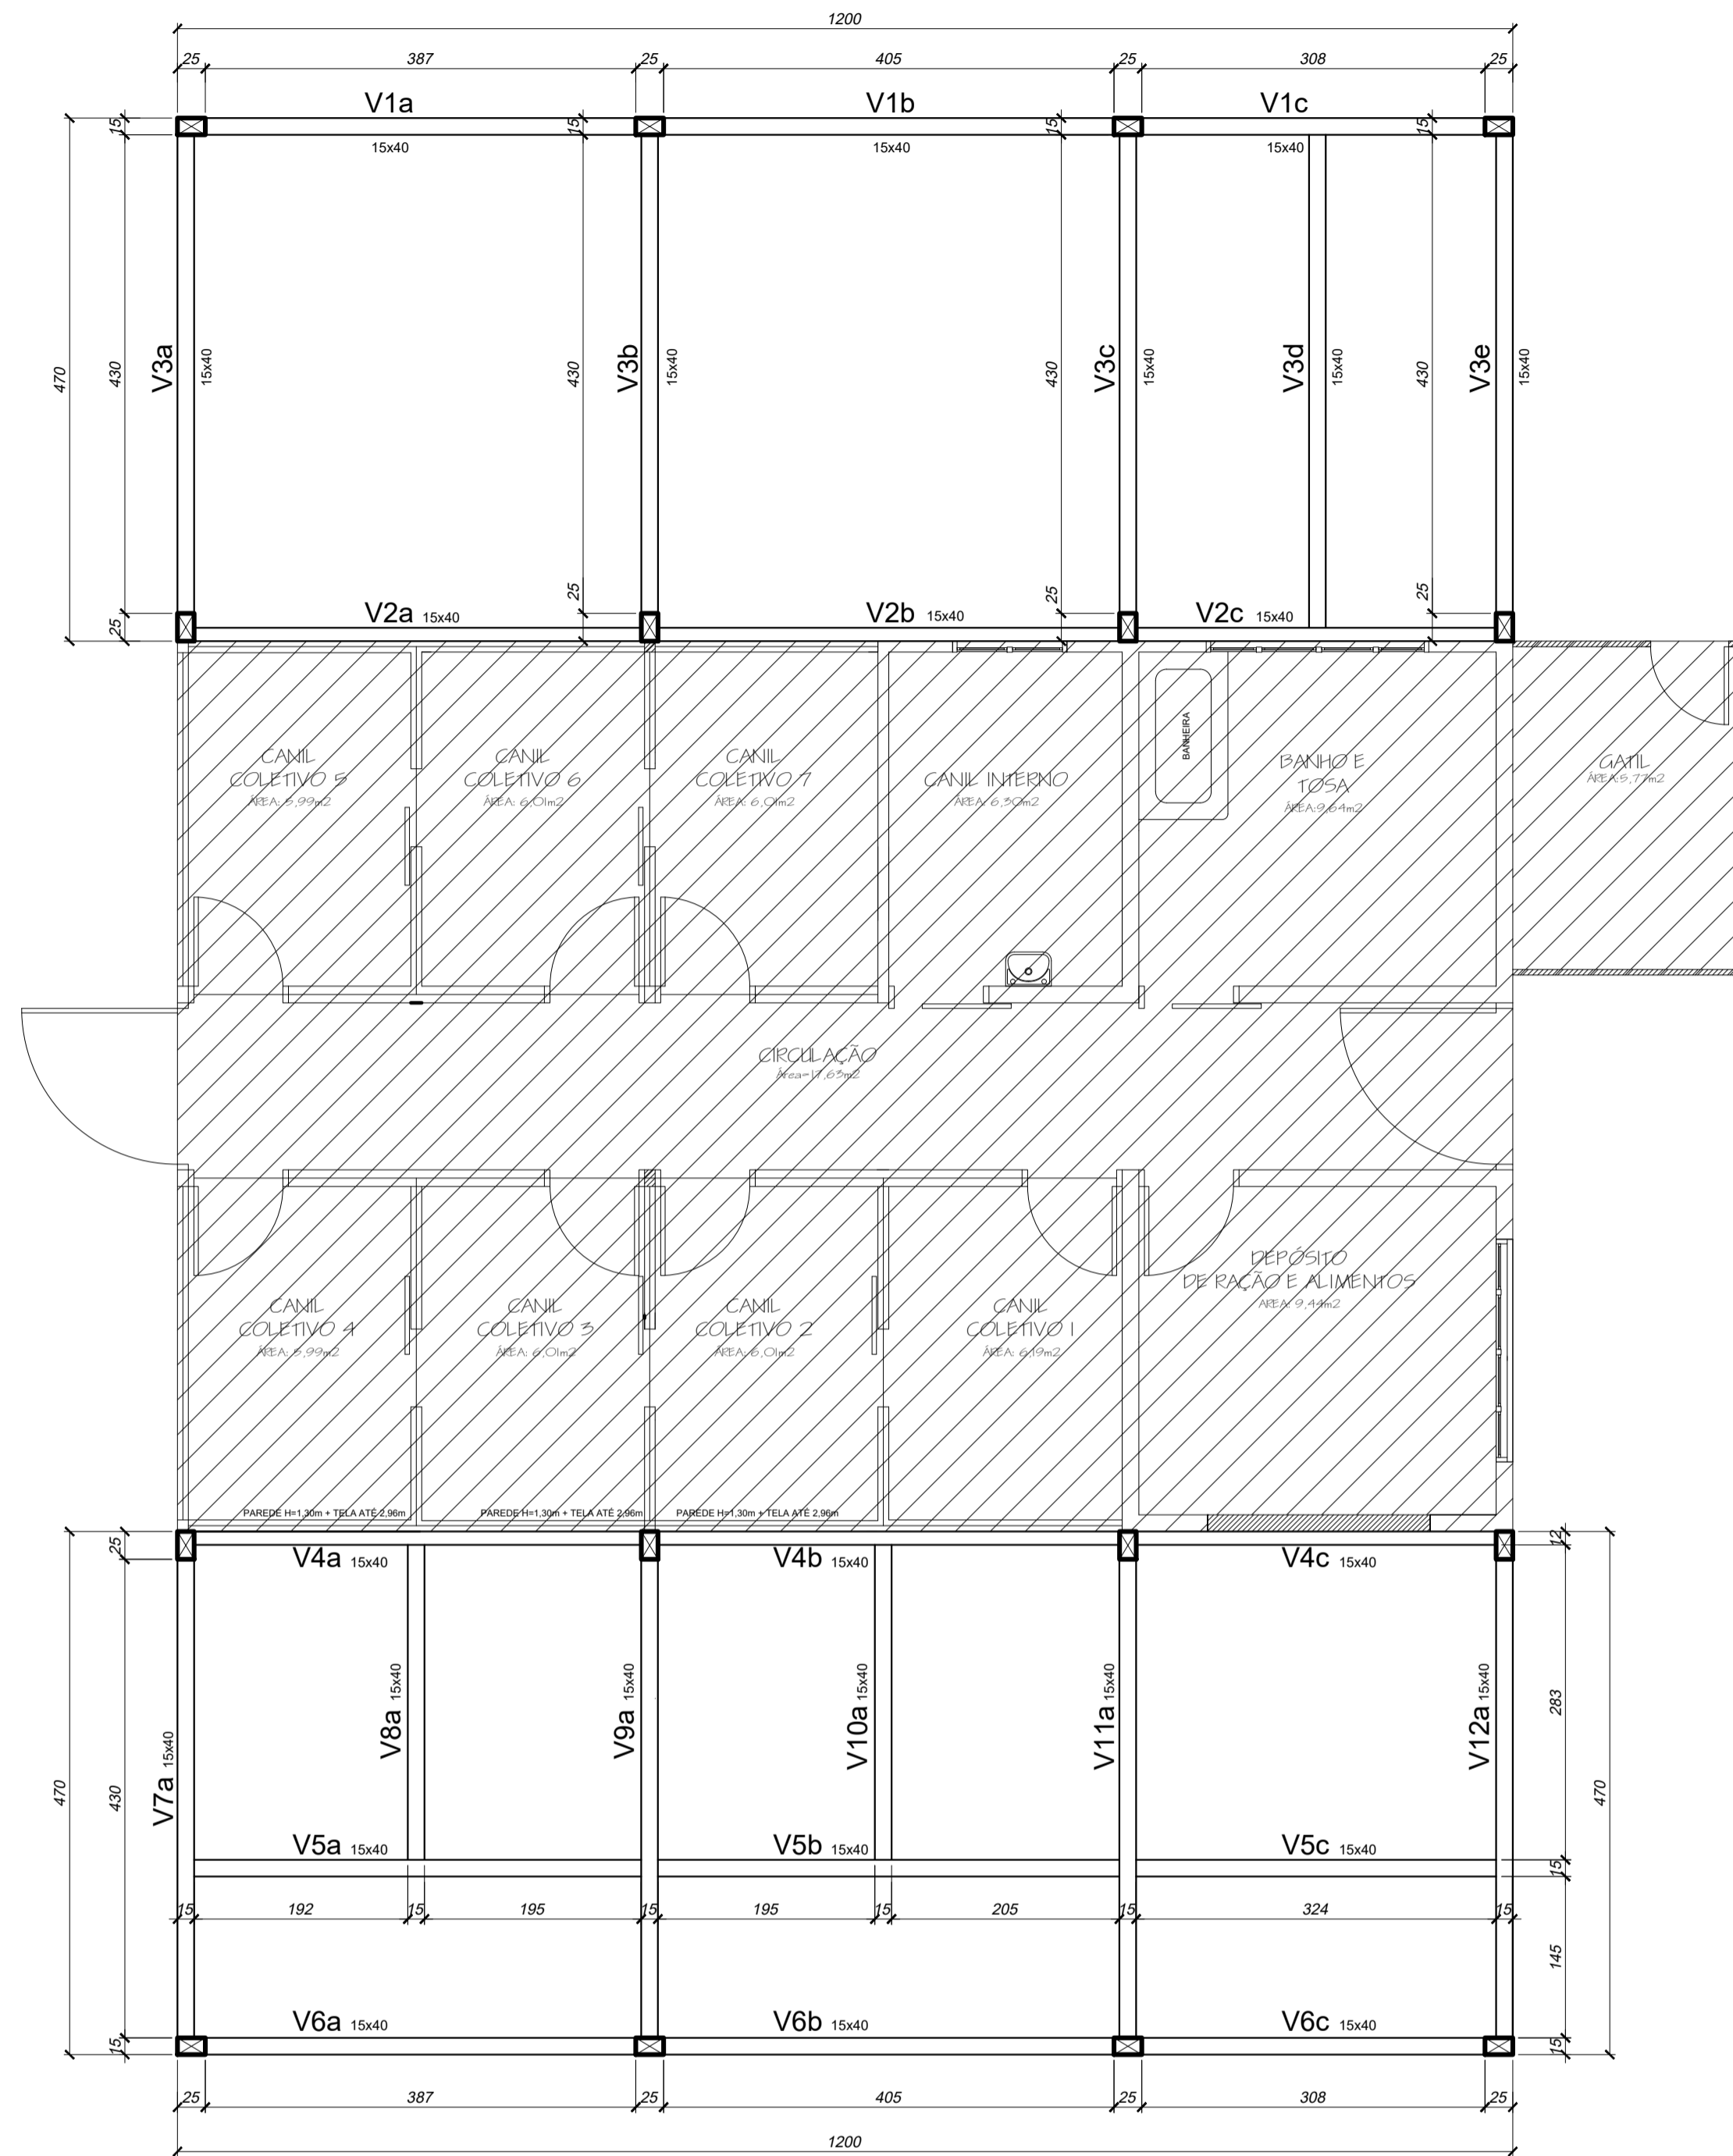 1200
25
387
25
405
25
308
25
V1a
V1b
V1c
15
15
15
15
15x40
15x40
15x40
470
430
V3a
15x40
430
V3b
15x40
430
V3c
15x40
V3d
15x40
430
V3e
15x40
25
25
25
25
V2a 15x40
V2b 15x40
V2c 15x40
CANIL
COLETIVO 5
ÁREA: 5,99m2
CANIL
COLETIVO 6
ÁREA: 6,01m2
CANIL
COLETIVO 7
ÁREA: 6,01m2
CANIL INTERNO
ÁREA: 6,30m2
BANHEIRA
BANHO E
TOSA
ÁREA:9,64m2
GATIL
ÁREA:5,77m2
CIRCULAÇÃO
Área=17,63m2
CANIL
COLETIVO 4
ÁREA: 5,99m2
CANIL
COLETIVO 3
ÁREA: 6,01m2
CANIL
COLETIVO 2
ÁREA: 6,01m2
CANIL
COLETIVO 1
ÁREA: 6,19m2
DEPÓSITO
DE RAÇÃO E ALIMENTOS
ÁREA: 9,44m2
PAREDE H=1,30m + TELA ATÉ 2,96m
PAREDE H=1,30m + TELA ATÉ 2,96m
PAREDE H=1,30m + TELA ATÉ 2,96m
25
12
V4a 15x40
V4b 15x40
V4c 15x40
470
430
V7a 15x40
V8a 15x40
V9a 15x40
V10a 15x40
V11a 15x40
V12a 15x40
283
470
V5a 15x40
V5b 15x40
V5c 15x40
15
15
192
15
195
15
195
15
205
15
324
15
145
V6a 15x40
V6b 15x40
V6c 15x40
15
15
25
387
25
405
25
308
25
1200